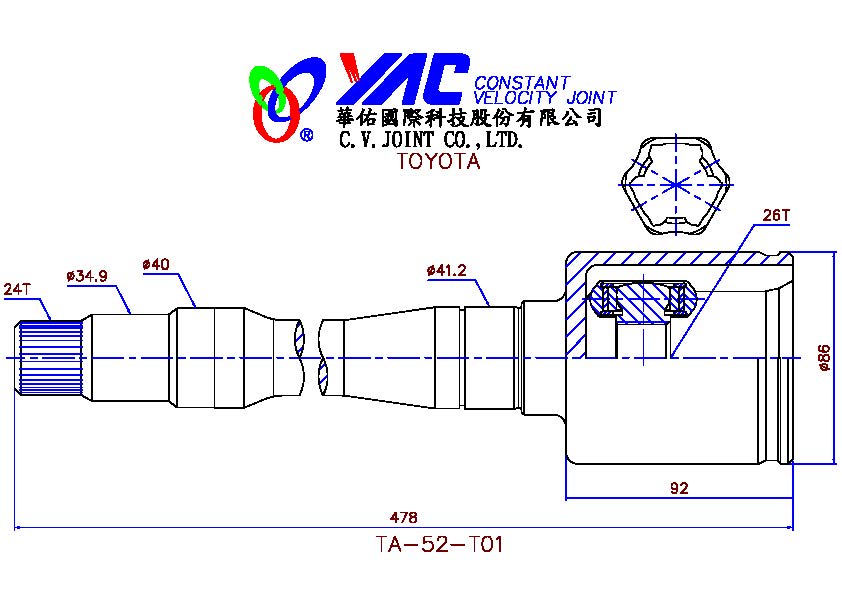 YAC CONSTANT
VELOCITY JOINT
®
華佑國際科技股份有限公司
C.V.JOINT CO.,LTD.
TOYOTA
26T
ø40
ø41.2
ø34.9
24T
ø86
92
478
TA-52-T01